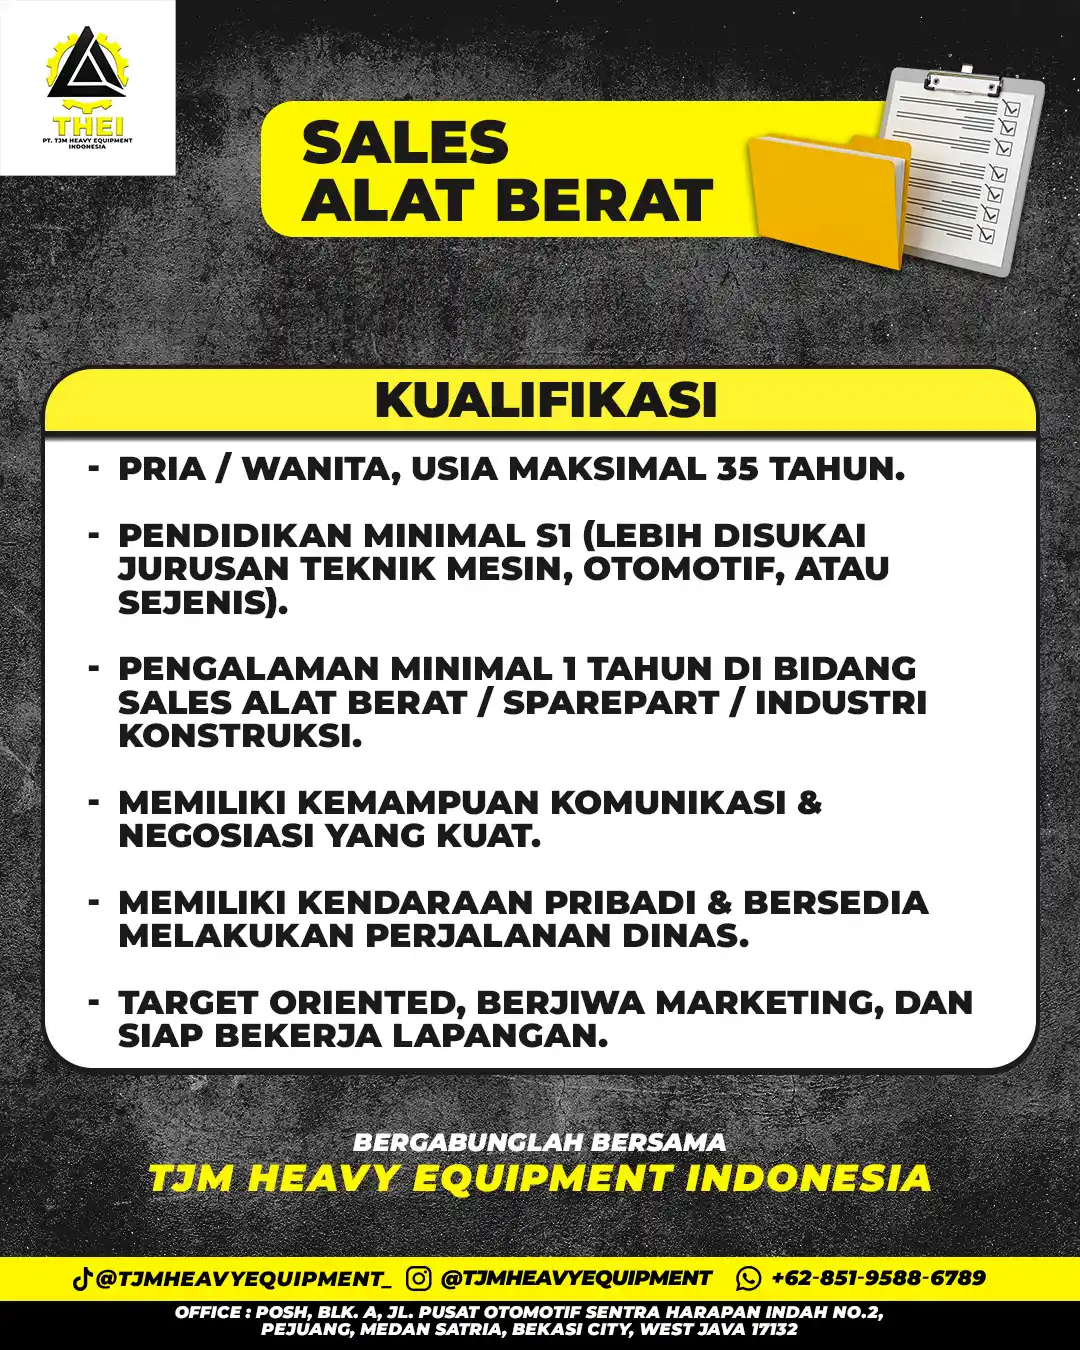 THEI
PT. TJM HEAVY EQUIPMENT
INDONESIA
SALES
ALAT BERAT
KUALIFIKASI
- PRIA / WANITA, USIA MAKSIMAL 35 TAHUN.
- PENDIDIKAN MINIMAL S1 (LEBIH DISUKAI
JURUSAN TEKNIK MESIN, OTOMOTIF, ATAU
SEJENIS).
- PENGALAMAN MINIMAL 1 TAHUN DI BIDANG
SALES ALAT BERAT / SPAREPART / INDUSTRI
KONSTRUKSI.
- MEMILIKI KEMAMPUAN KOMUNIKASI &
NEGOSIASI YANG KUAT.
- MEMILIKI KENDARAAN PRIBADI & BERSEDIA
MELAKUKAN PERJALANAN DINAS.
- TARGET ORIENTED, BERJIWA MARKETING, DAN
SIAP BEKERJA LAPANGAN.
BERGABUNGLAH BERSAMA
TJM HEAVY EQUIPMENT INDONESIA
@TJMHEAVYEQUIPMENT_ @TJMHEAVYEQUIPMENT +62-851-9588-6789
OFFICE : POSH, BLK. A, JL. PUSAT OTOMOTIF SENTRA HARAPAN INDAH NO.2,
PEJUANG, MEDAN SATRIA, BEKASI CITY, WEST JAVA 17132